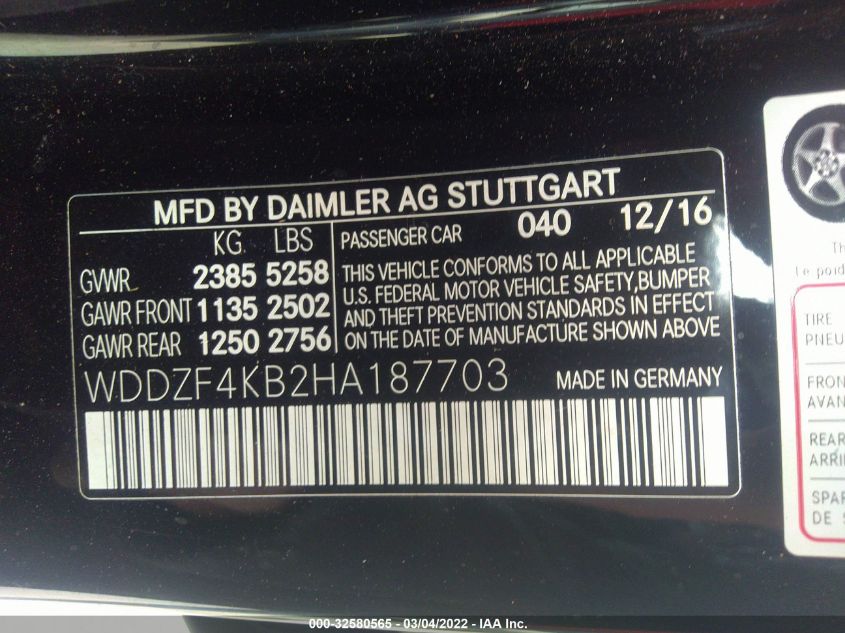 MFD BY DAIMLER AG STUTTGART
KG LBS
PASSENGER CAR 040 12/16
GVWR 2385 5258
GAWR FRONT 1135 2502
GAWR REAR 1250 2756
THIS VEHICLE CONFORMS TO ALL APPLICABLE
U.S. FEDERAL MOTOR VEHICLE SAFETY, BUMPER
AND THEFT PREVENTION STANDARDS IN EFFECT
ON THE DATE OF MANUFACTURE SHOWN ABOVE
WDDZF4KB2HA187703 MADE IN GERMANY
Th
Le poid
TIRE
PNEU
FRON
AVAN
REAR
ARRI
SPAR
DE S
000-32580565 - 03/04/2022 - IAA Inc.